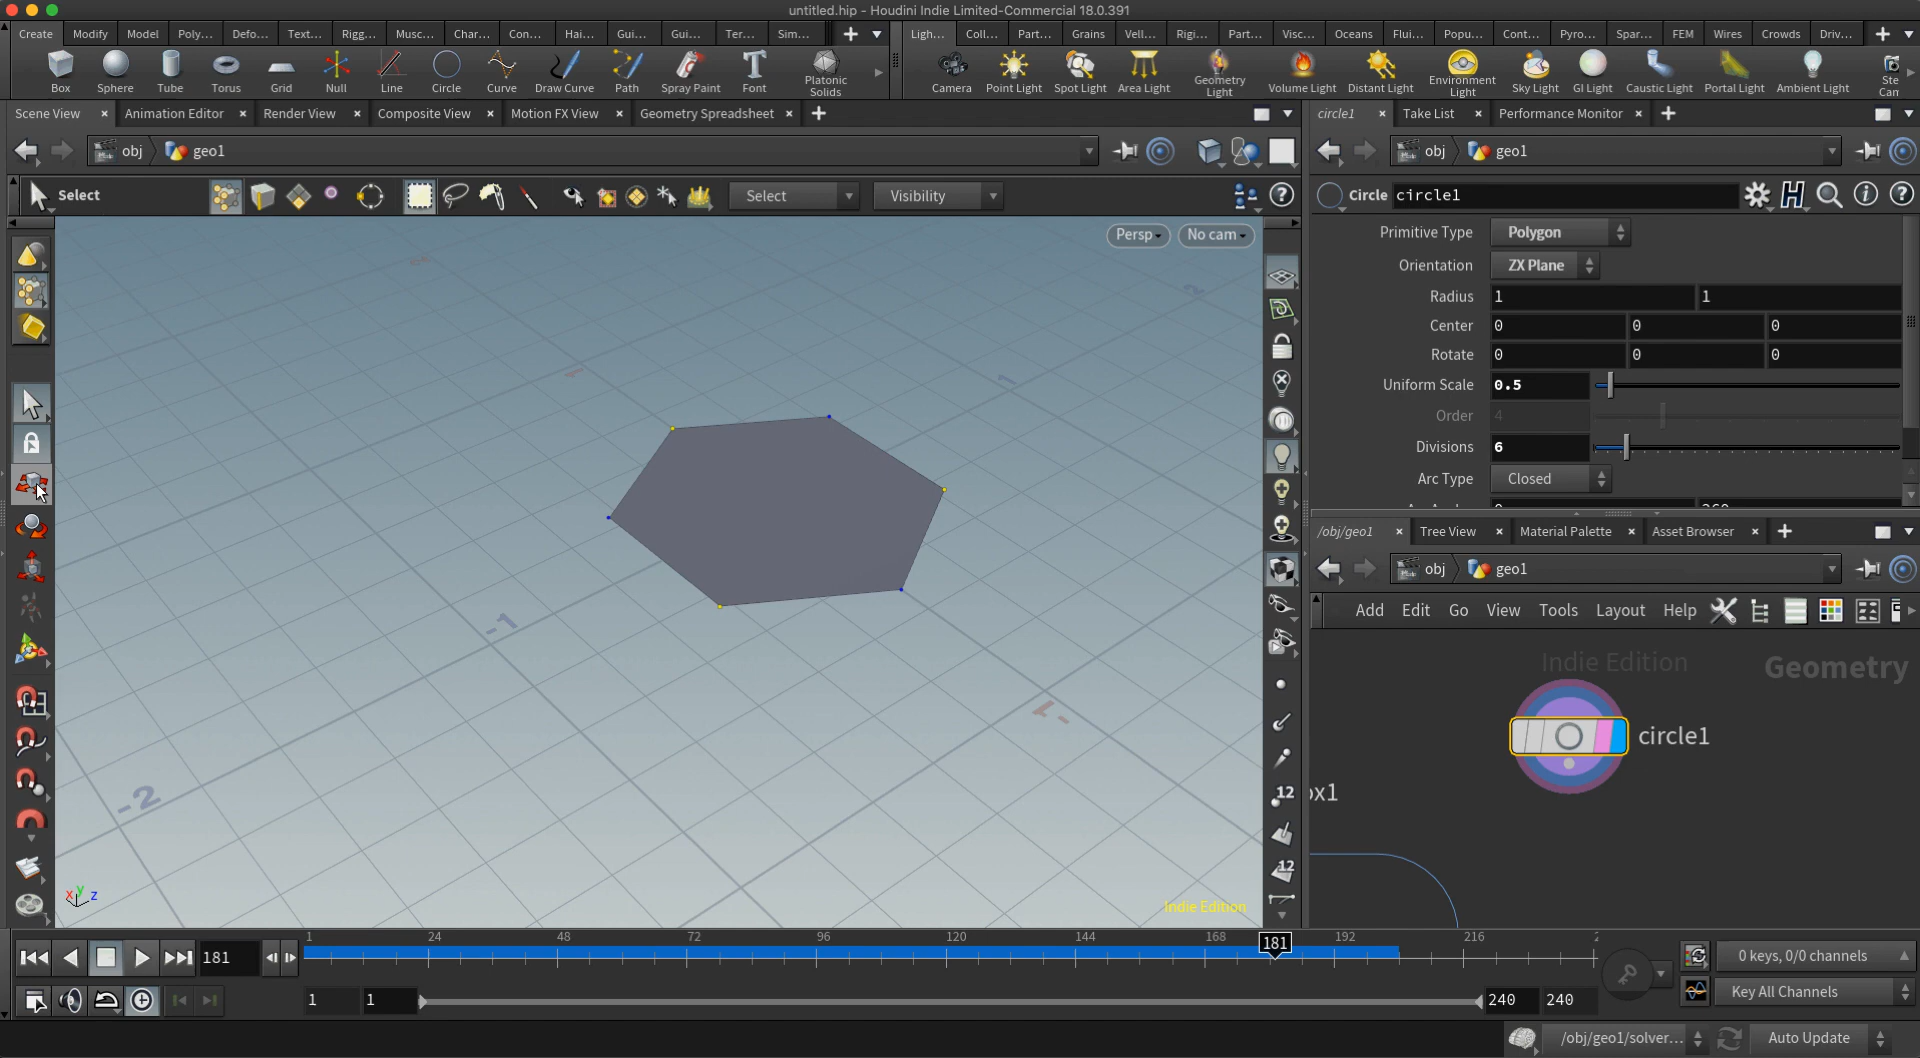 untitled.hip - Houdini Indie Limited-Commercial 18.0.391
Create Modify Model Poly... Defo... Text... Rigg... Musc... Char... Con... Hai... Gui... Gui... Ter... Sim... Ligh... Coll... Part... Grains Vell... Rigi... Part... Visc... Oceans Flui... Popu... Cont... Pyro... Spar... FEM Wires Crowds Driv...
Box Sphere Tube Torus Grid Null Line Circle Curve Draw Curve Path Spray Paint Font Platonic Solids Camera Point Light Spot Light Area Light Geometry Light Volume Light Distant Light Environment Light Sky Light GI Light Caustic Light Portal Light Ambient Light Ste Can
Scene View Animation Editor Render View Composite View Motion FX View Geometry Spreadsheet
obj geo1
Select Select Visibility
Persp No cam
-1
-2
-1
x y z
Indie Edition
12
12
circle1 Take List Performance Monitor
obj geo1
Circle circle1
Primitive Type Polygon
Orientation ZX Plane
Radius 1 1
Center 0 0 0
Rotate 0 0 0
Uniform Scale 0.5
Order 4
Divisions 6
Arc Type Closed
/obj/geo1 Tree View Material Palette Asset Browser
obj geo1
Add Edit Go View Tools Layout Help
Indie Edition Geometry
circle1
ox1
181 1 24 48 72 96 120 144 168 181 192 216
0 keys, 0/0 channels
1 1 240 240
Key All Channels
/obj/geo1/solver... Auto Update